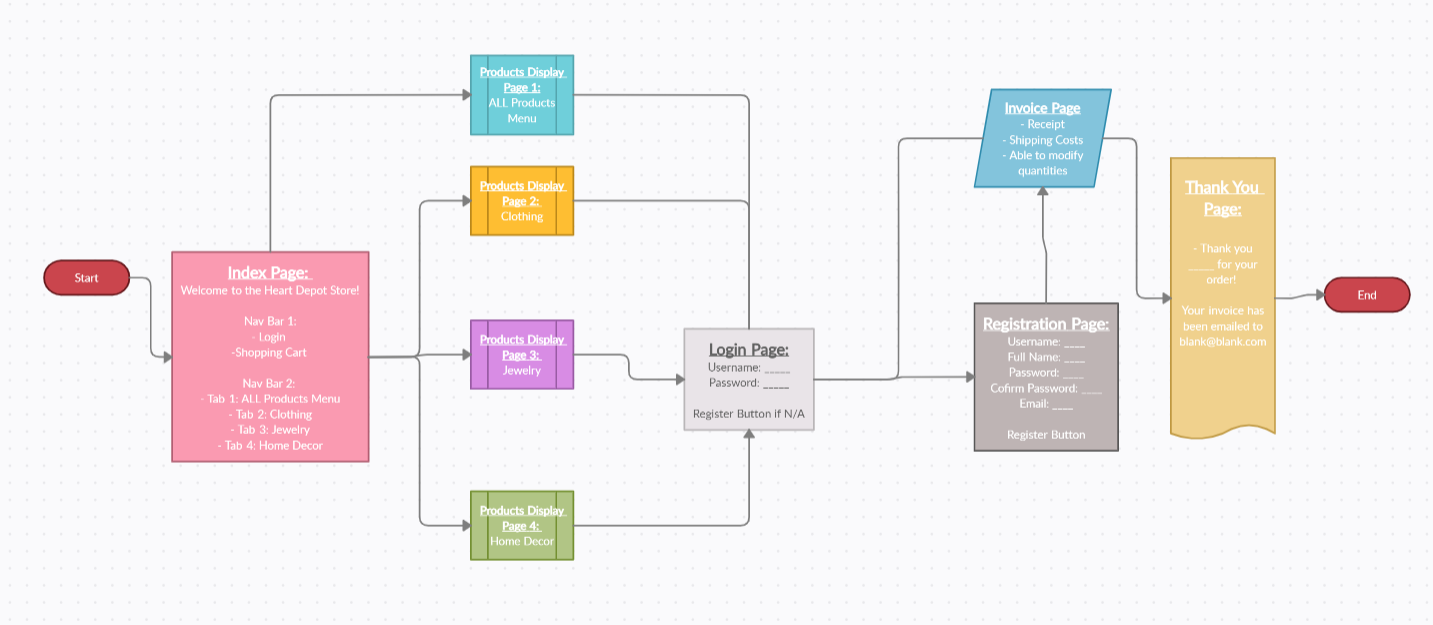 Start
Index Page:
Welcome to the Heart Depot Store!
Nav Bar 1:
- Login
-Shopping Cart
Nav Bar 2:
- Tab 1: ALL Products Menu
- Tab 2: Clothing
- Tab 3: Jewelry
- Tab 4: Home Decor
Products Display
Page 1:
ALL Products
Menu
Products Display
Page 2:
Clothing
Products Display
Page 3:
Jewelry
Products Display
Page 4:
Home Decor
Login Page:
Username: _____
Password: _____
Register Button if N/A
Invoice Page
- Receipt
- Shipping Costs
- Able to modify
quantities
Registration Page:
Username: ____
Full Name: ____
Password: ____
Cofirm Password: ____
Email: ____
Register Button
Thank You
Page:
- Thank you
_____ for your
order!
Your invoice has
been emailed to
blank@blank.com
End